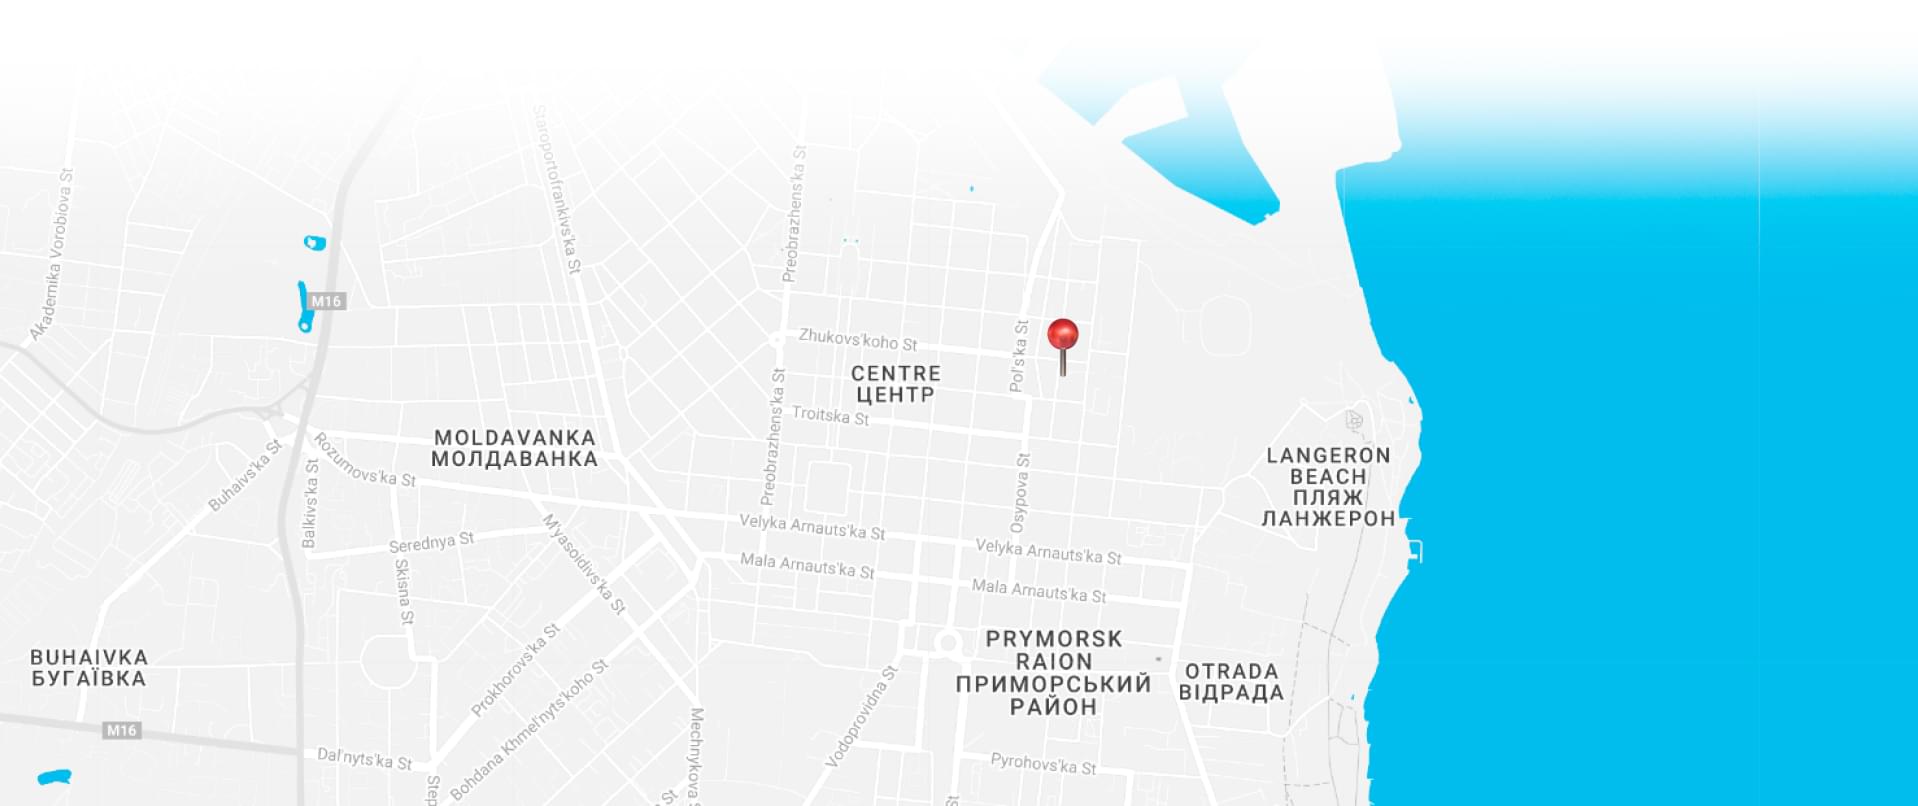 Staroportofrankivs'ka St
Preobrazhens'ka St
Akademika Vorobiova St
M16
Zhukovs'koho St
Pol's'ka St
CENTRE
ЦЕНТР
Preobrazhens'ka St
Troitska St
MOLDAVANKA
МОЛДАВАНКА
Rozumovs'ka St
Buhaivs'ka St
Balkivs'ka St
LANGERON
BEACH
ПЛЯЖ
ЛАНЖЕРОН
Osypova St
Velyka Arnauts'ka St
Velyka Arnauts'ka St
M'yasoidivs'ka St
Serednya St
Skisna St
Mala Arnauts'ka St
Mala Arnauts'ka St
PRYMORSK
RAION
ПРИМОРСЬКИЙ
РАЙОН
BUHAIVKA
БУГАЇВКА
OTRADA
ВІДРАДА
Prokhorovs'ka St
Bohdana Khmel'nyts'koho St
Vodoprovidna St
M16
Mechnykova S
Dal'nyts'ka St
Pyrohovs'ka St
Step
St
St